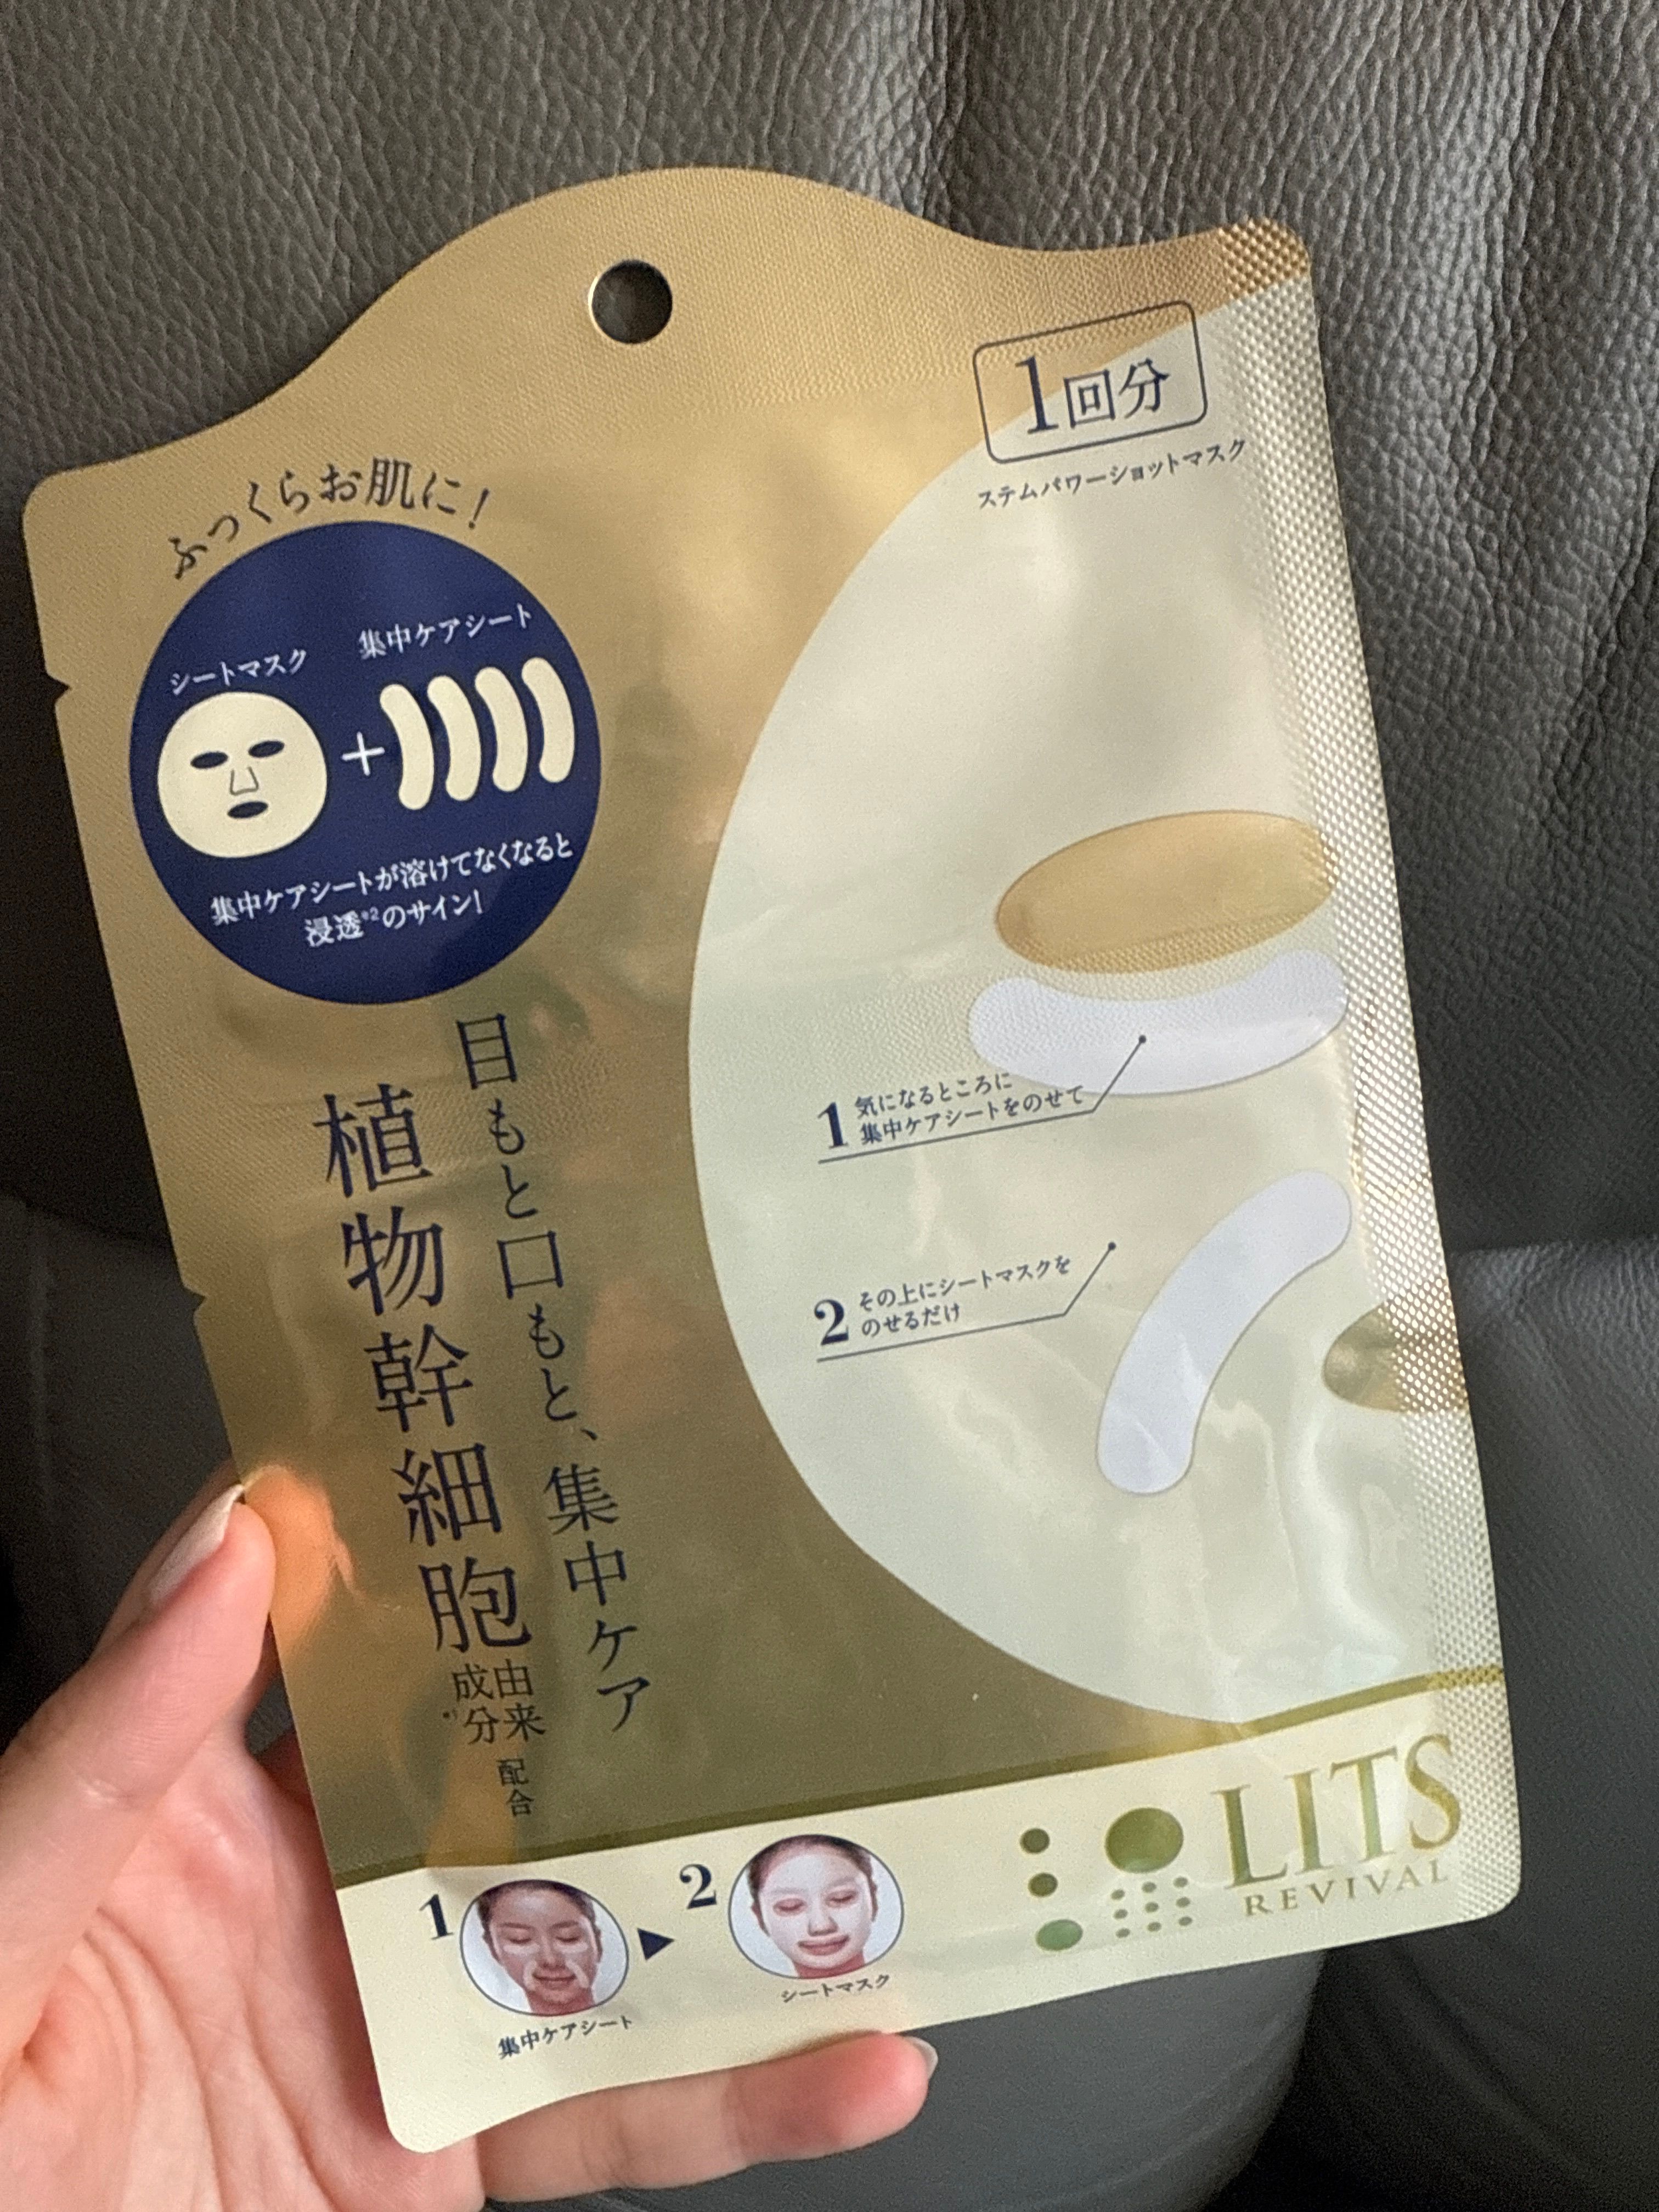 1回分
ステムパワーショットマスク
ふっくらお肌に!
シートマスク
集中ケアシート
+
集中ケアシートが溶けてなくなると
浸透※2のサイン!
目もと口もと、集中ケア
植物幹細胞由来成分※1配合
1 気になるところに
集中ケアシートをのせて
2 その上にシートマスクを
のせるだけ
1
集中ケアシート
2
シートマスク
LITS
REVIVAL